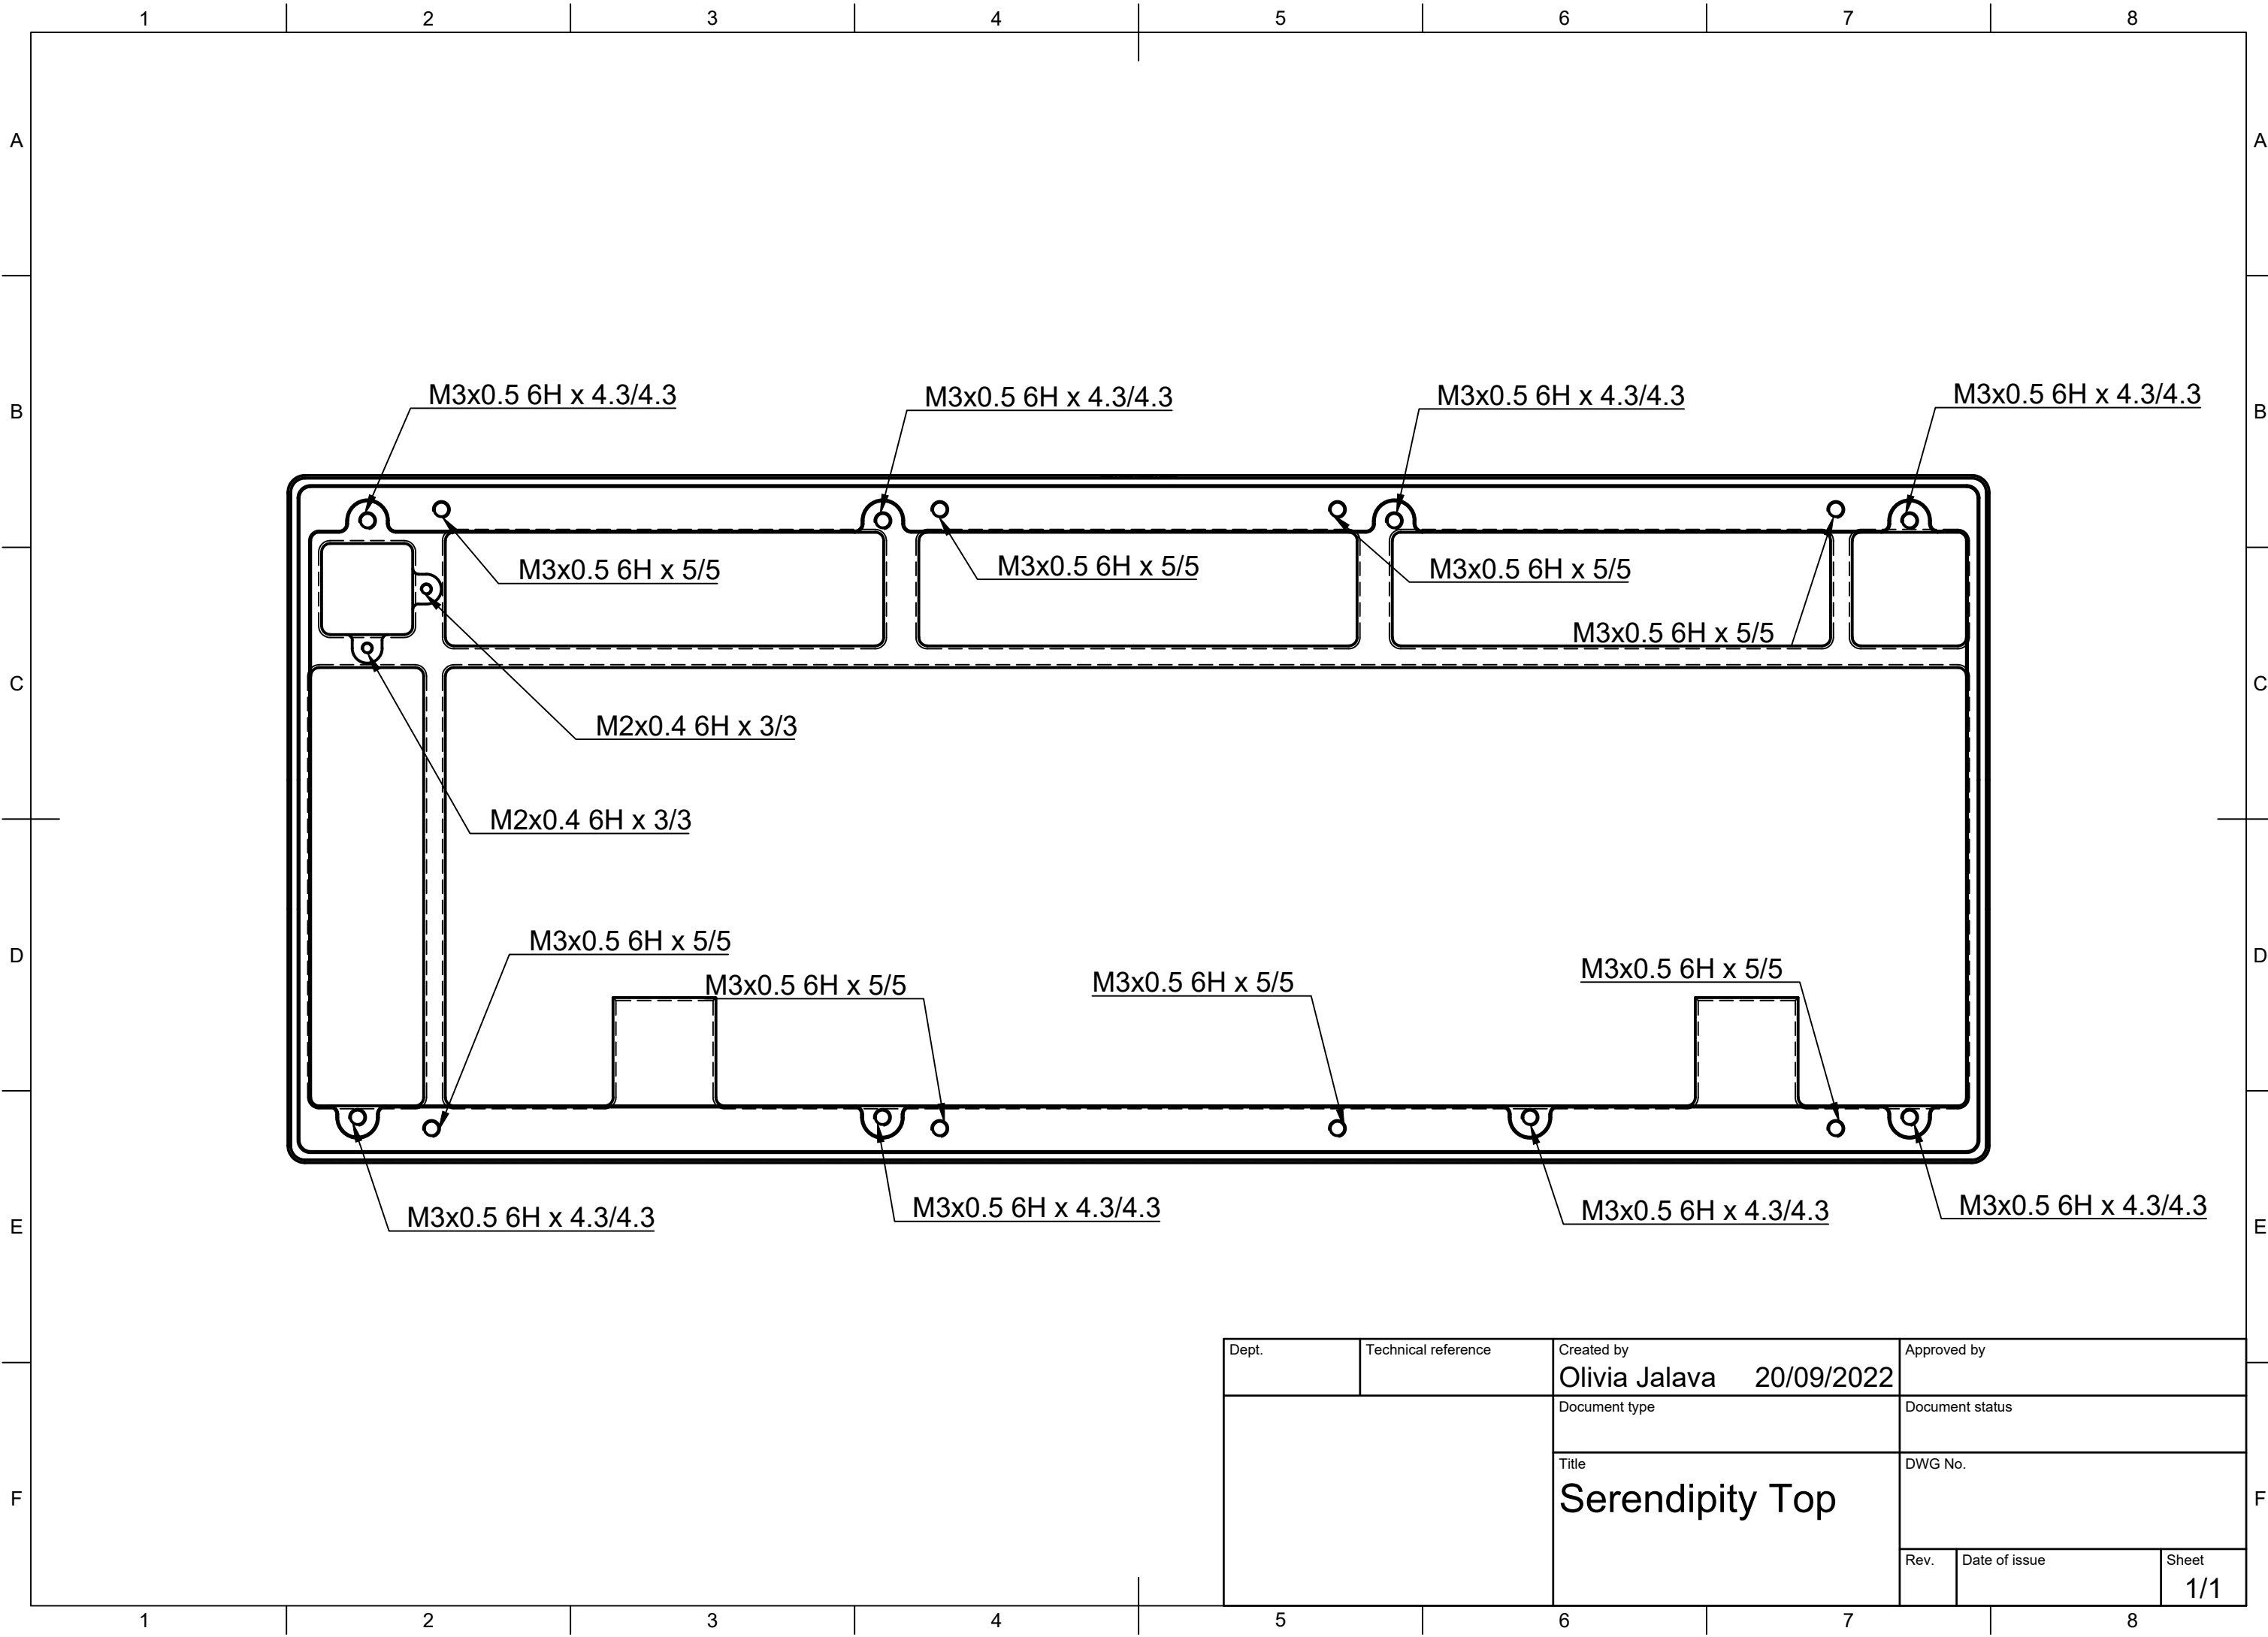 1 2 3 4 5 6 7 8
A A
M3x0.5 6H x 4.3/4.3 M3x0.5 6H x 4.3/4.3 M3x0.5 6H x 4.3/4.3 M3x0.5 6H x 4.3/4.3
B B
M3x0.5 6H x 5/5 M3x0.5 6H x 5/5 M3x0.5 6H x 5/5
M3x0.5 6H x 5/5
C C
M2x0.4 6H x 3/3
M2x0.4 6H x 3/3
M3x0.5 6H x 5/5
D D
M3x0.5 6H x 5/5 M3x0.5 6H x 5/5 M3x0.5 6H x 5/5
M3x0.5 6H x 4.3/4.3 M3x0.5 6H x 4.3/4.3 M3x0.5 6H x 4.3/4.3 M3x0.5 6H x 4.3/4.3
E E
Dept. Technical reference Created by Approved by
Olivia Jalava 20/09/2022
Document type Document status
Title DWG No.
Serendipity Top
F F
Rev. Date of issue Sheet
1/1
1 2 3 4 5 6 7 8